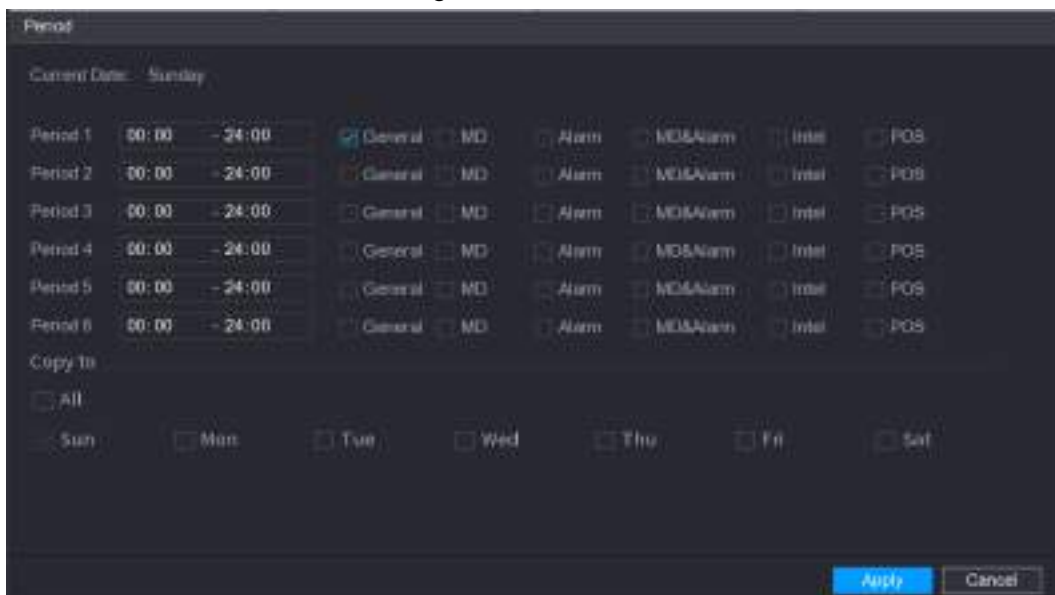 Period
Current Date: Sunday
Period 1 00:00 - 24:00 General MD Alarm MD&Alarm Intel POS
Period 2 00:00 - 24:00 General MD Alarm MD&Alarm Intel POS
Period 3 00:00 - 24:00 General MD Alarm MD&Alarm Intel POS
Period 4 00:00 - 24:00 General MD Alarm MD&Alarm Intel POS
Period 5 00:00 - 24:00 General MD Alarm MD&Alarm Intel POS
Period 6 00:00 - 24:00 General MD Alarm MD&Alarm Intel POS
Copy to
All
Sun Mon Tue Wed Thu Fri Sat
Apply Cancel